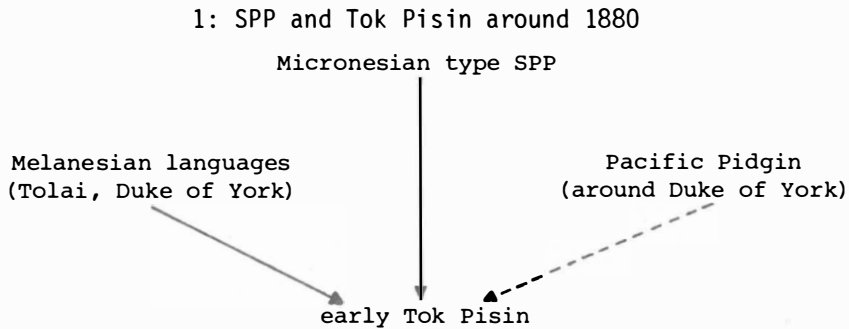 1: SPP and Tok Pisin around 1880
Micronesian type SPP
Melanesian languages
(Tolai, Duke of York)
Pacific Pidgin
(around Duke of York)
early Tok Pisin